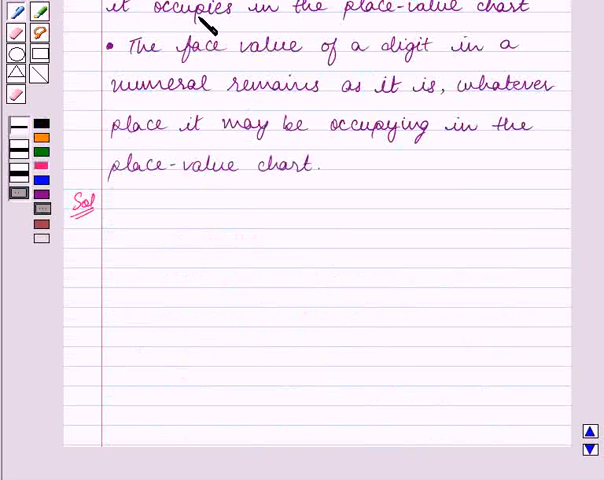 it occupies in the place-value chart
• The face value of a digit in a
numeral remains as it is, whatever
place it may be occupying in the
place-value chart.
Sol